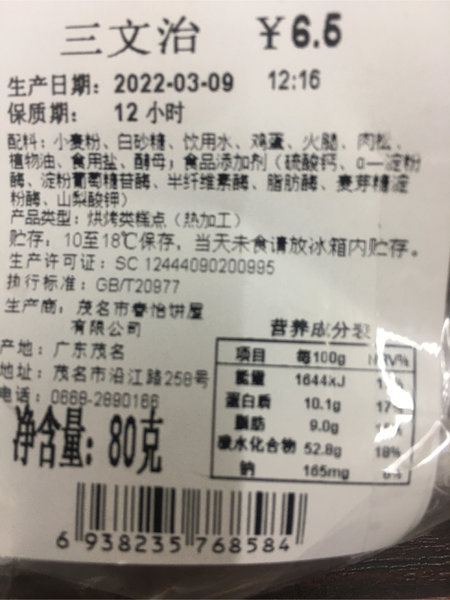 三文治 ￥6.5
生产日期：2022-03-09 12:16
保质期：12小时
配料：小麦粉、白砂糖、饮用水、鸡蛋、火腿、肉松、
植物油、食用盐、酵母；食品添加剂（硫酸钙、α—淀粉
酶、淀粉葡萄糖苷酶、半纤维素酶、脂肪酶、麦芽糖淀
粉酶、山梨酸钾）
产品类型：烘烤类糕点（热加工）
贮存：10至18℃保存，当天未食请放冰箱内贮存。
生产许可证：SC 12444090200995
执行标准：GB/T20977
生产商：茂名市春怡饼屋
有限公司
产地：广东茂名
地址：茂名市沿江路258号
电话：0668-2890166
净含量：80克
营养成分表
项目 每100g NRV%
能量 1644kJ
蛋白质 10.1g 17%
脂肪 9.0g
碳水化合物 52.8g 18%
钠 165mg 8%
6 938235 768584